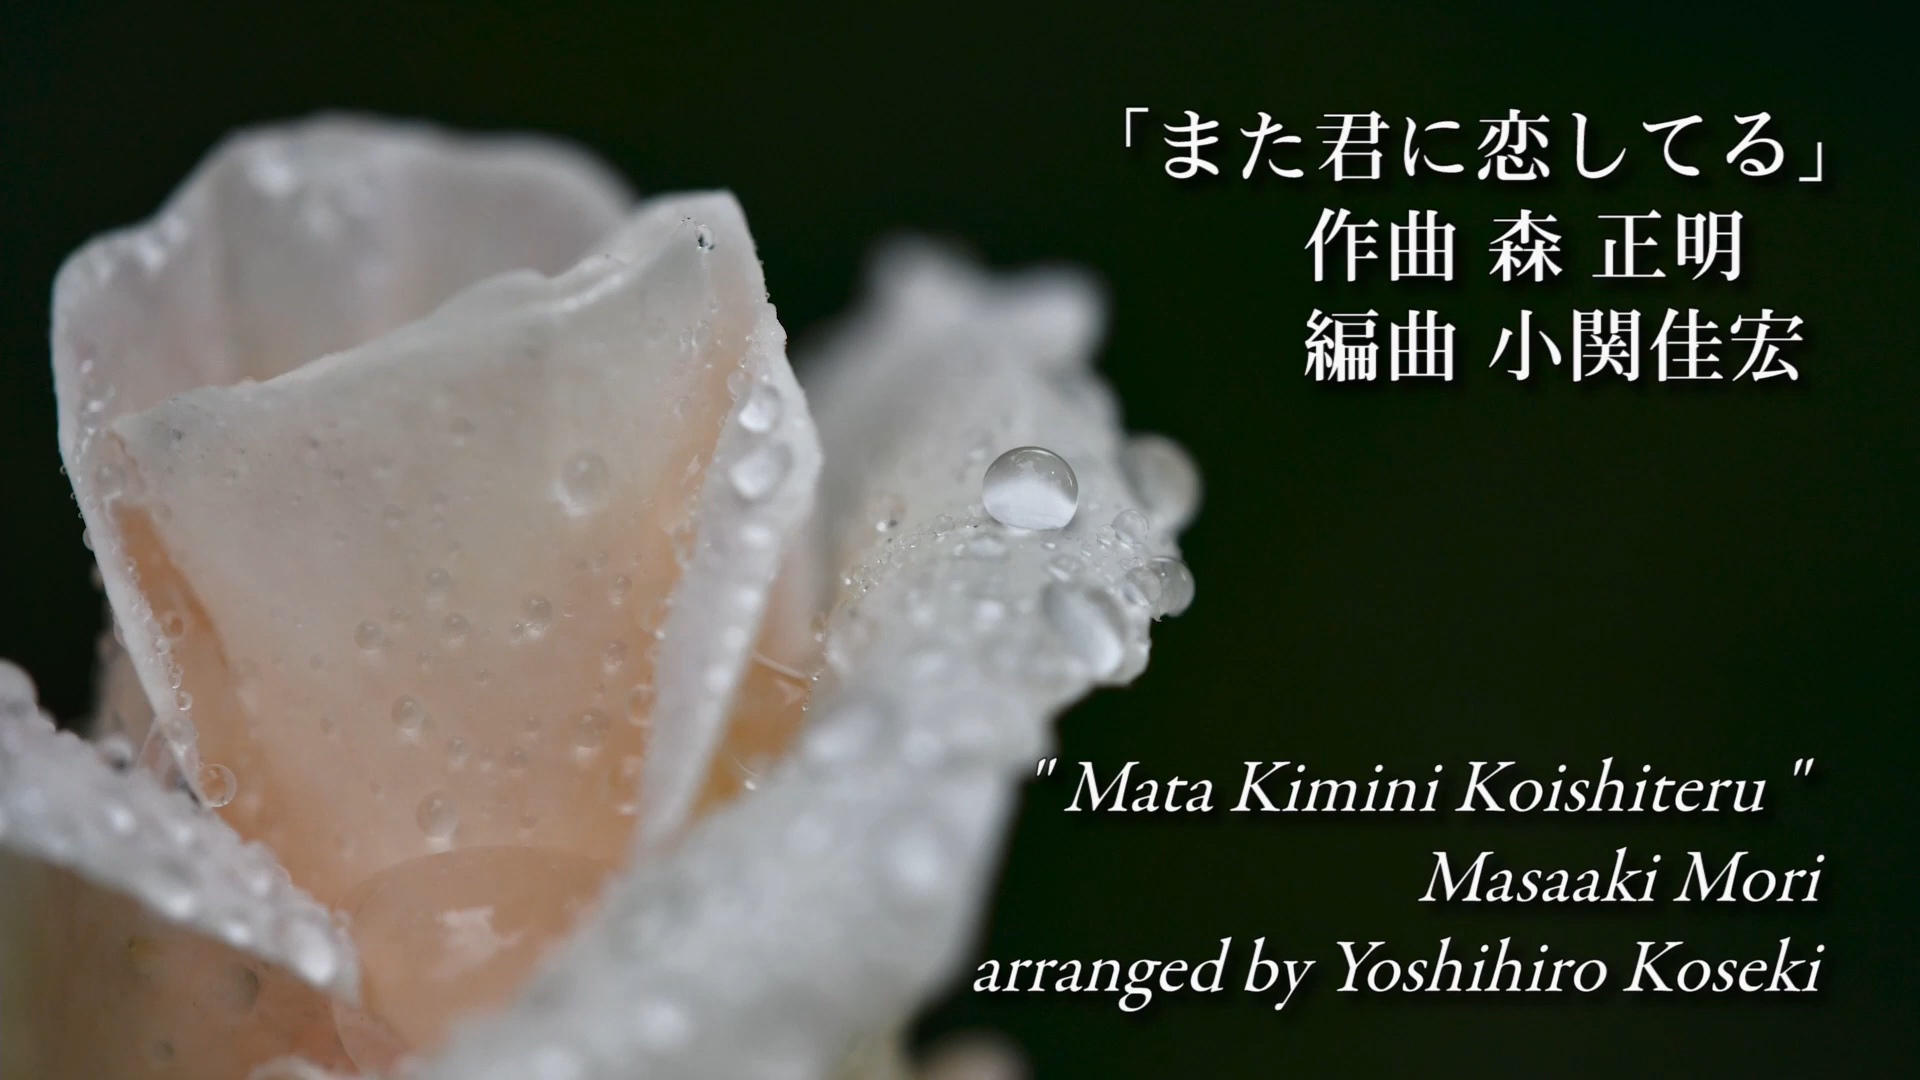 「また君に恋してる」
作曲 森 正明
編曲 小関佳宏
" Mata Kimini Koishiteru "
Masaaki Mori
arranged by Yoshihiro Koseki